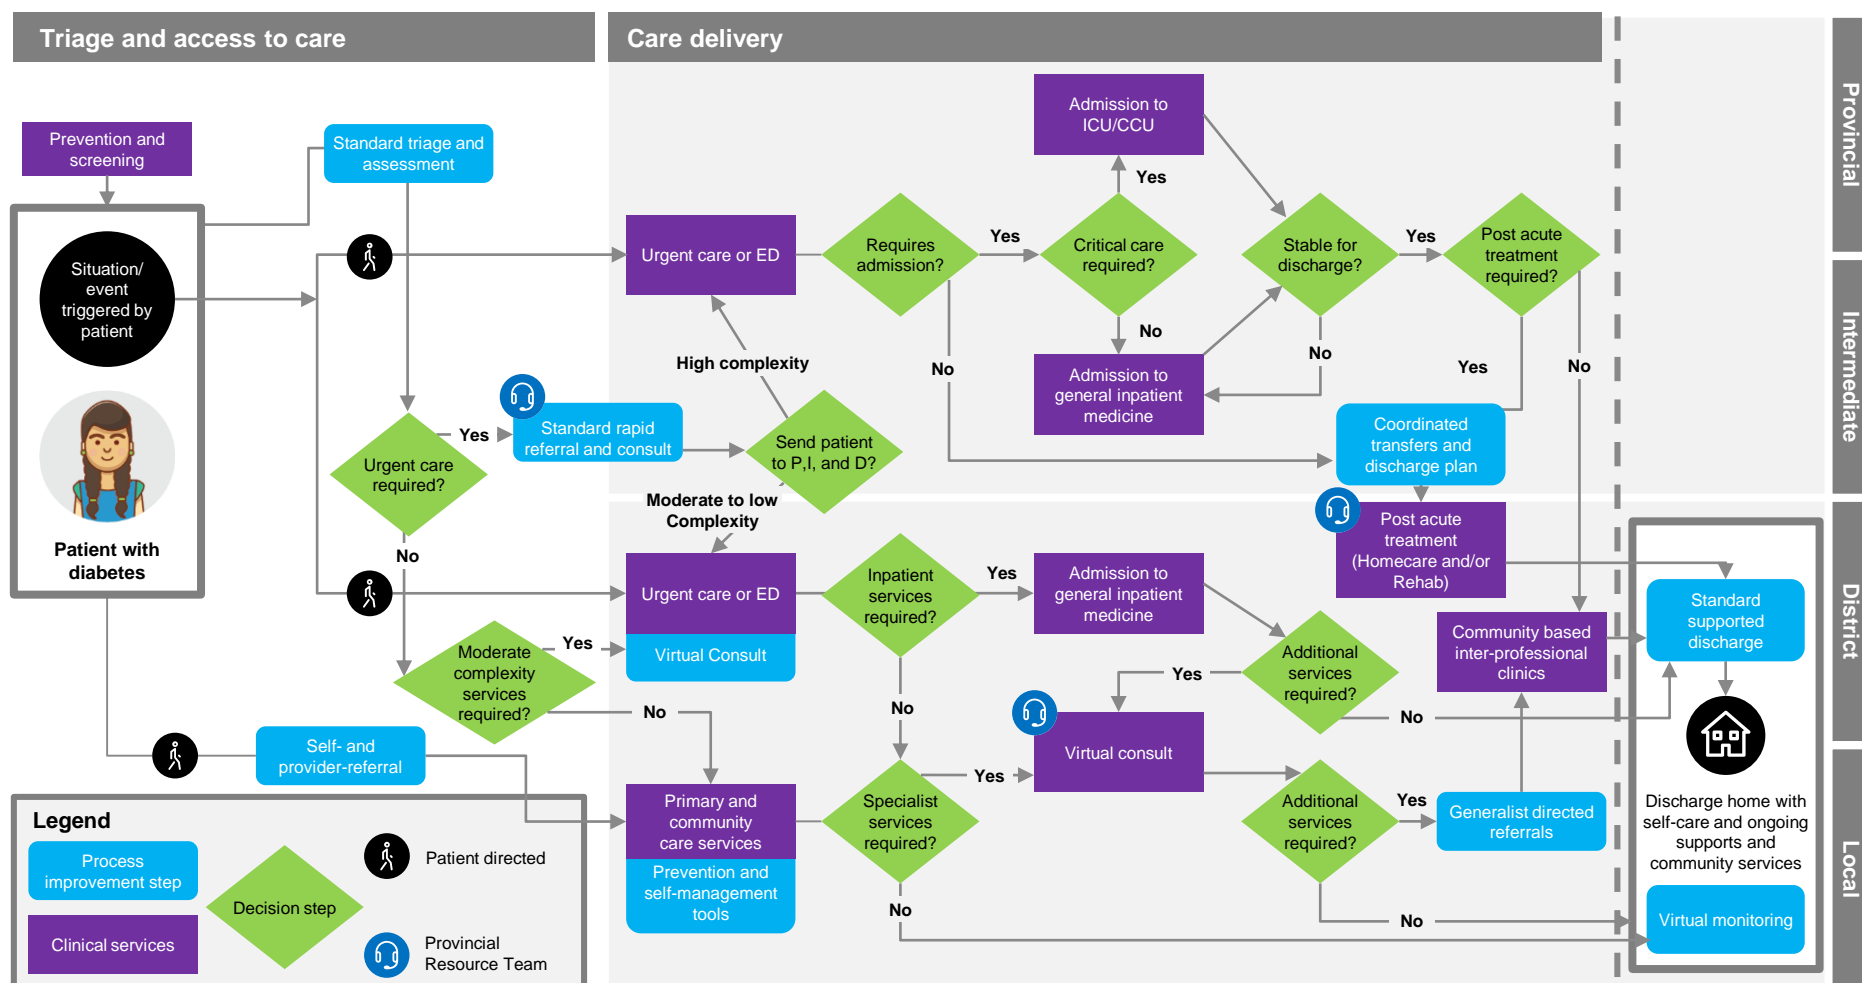 Triage and access to care
Care delivery
Provincial
Intermediate
District
Local
Prevention and
screening
Standard triage and
assessment
Situation/
event
triggered by
patient
Patient with
diabetes
Urgent care
required?
Yes
No
Standard rapid
referral and consult
Send patient
to P,I, and D?
High complexity
Moderate to low
Complexity
Moderate
complexity
services
required?
Yes
No
Self- and
provider-referral
Urgent care or ED
Requires
admission?
Yes
No
Critical care
required?
Yes
No
Admission to
ICU/CCU
Admission to
general inpatient
medicine
Stable for
discharge?
Yes
No
Post acute
treatment
required?
Yes
No
Coordinated
transfers and
discharge plan
Post acute
treatment
(Homecare and/or
Rehab)
Urgent care or ED
Virtual Consult
Inpatient
services
required?
Yes
No
Admission to
general inpatient
medicine
Additional
services
required?
Yes
No
Community based
inter-professional
clinics
Primary and
community
care services
Prevention and
self-management
tools
Specialist
services
required?
Yes
No
Virtual consult
Additional
services
required?
Yes
No
Generalist directed
referrals
Standard
supported
discharge
Discharge home with
self-care and ongoing
supports and
community services
Virtual monitoring
Legend
Process
improvement step
Clinical services
Decision step
Patient directed
Provincial
Resource Team